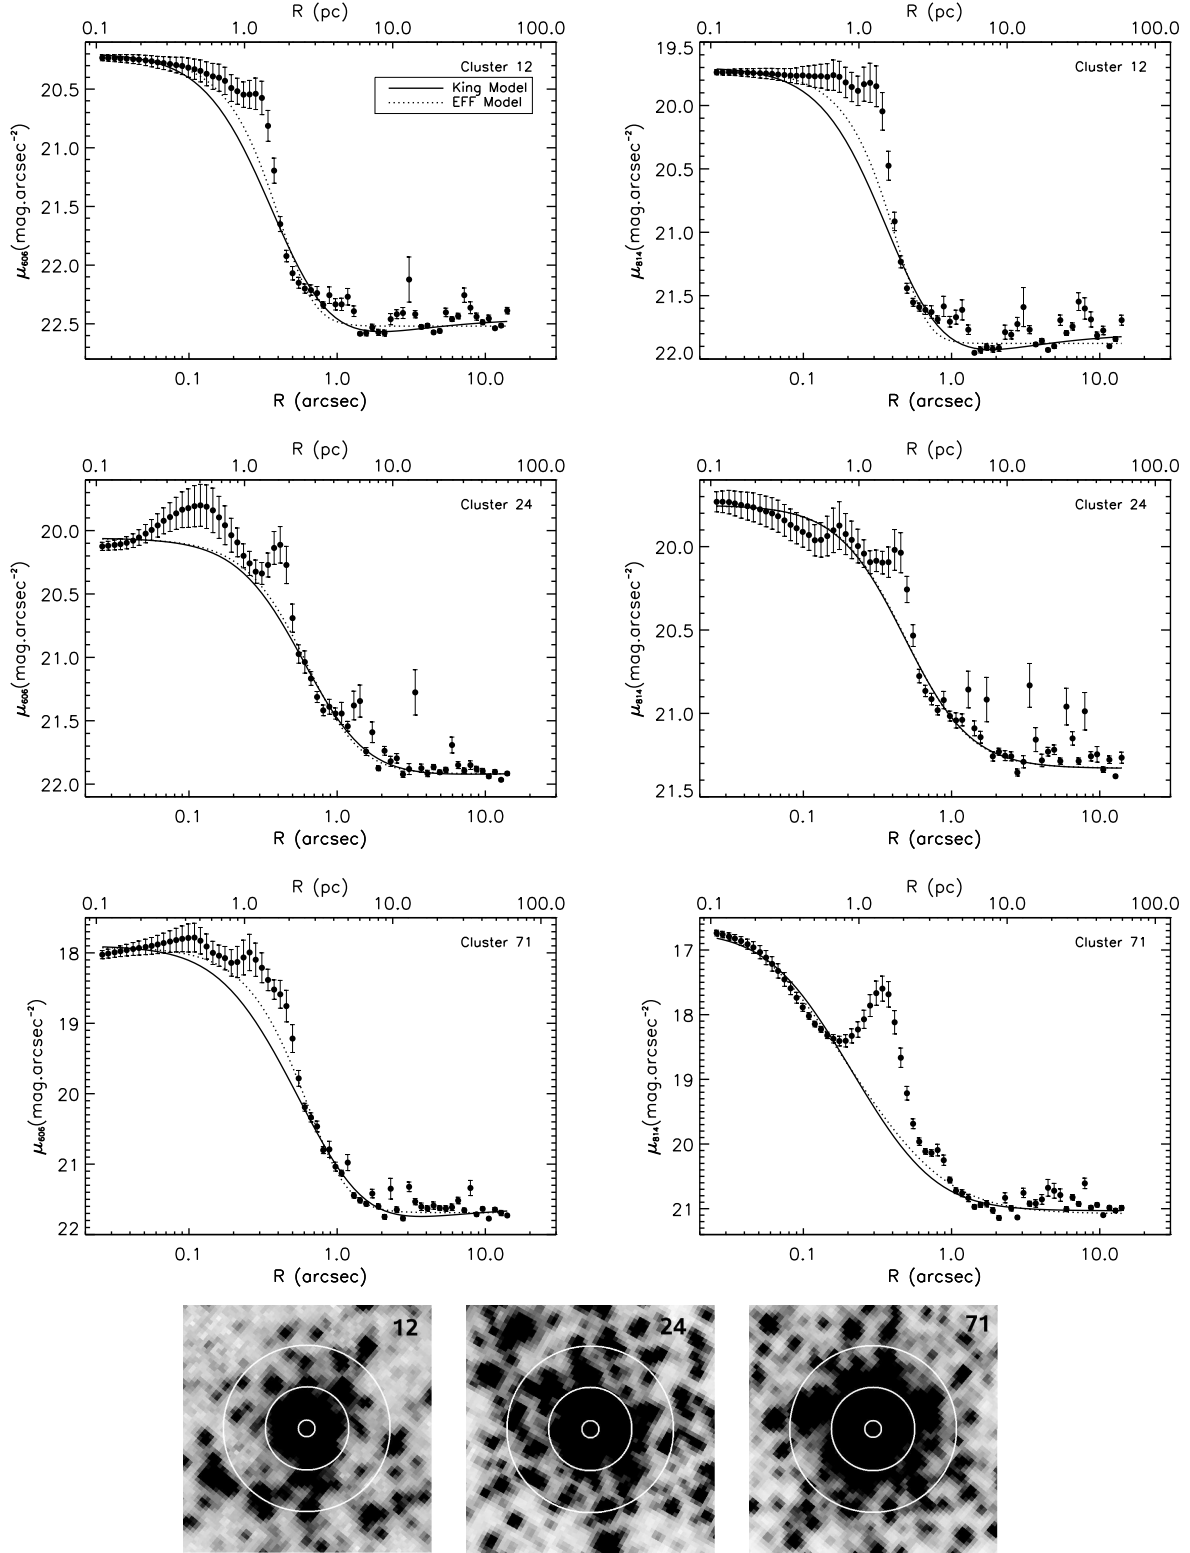 R (pc)
0.1 1.0 10.0 100.0
Cluster 12
King Model
EFF Model
20.5
21.0
21.5
22.0
22.5
μ606(mag.arcsec−2)
0.1 1.0 10.0
R (arcsec)
R (pc)
0.1 1.0 10.0 100.0
Cluster 12
19.5
20.0
20.5
21.0
21.5
22.0
μ814(mag.arcsec−2)
0.1 1.0 10.0
R (arcsec)
R (pc)
0.1 1.0 10.0 100.0
Cluster 24
20.0
20.5
21.0
21.5
22.0
μ606(mag.arcsec−2)
0.1 1.0 10.0
R (arcsec)
R (pc)
0.1 1.0 10.0 100.0
Cluster 24
20.0
20.5
21.0
21.5
μ814(mag.arcsec−2)
0.1 1.0 10.0
R (arcsec)
R (pc)
0.1 1.0 10.0 100.0
Cluster 71
18
19
20
21
22
μ606(mag.arcsec−2)
0.1 1.0 10.0
R (arcsec)
R (pc)
0.1 1.0 10.0 100.0
Cluster 71
17
18
19
20
21
μ814(mag.arcsec−2)
0.1 1.0 10.0
R (arcsec)
12
24
71